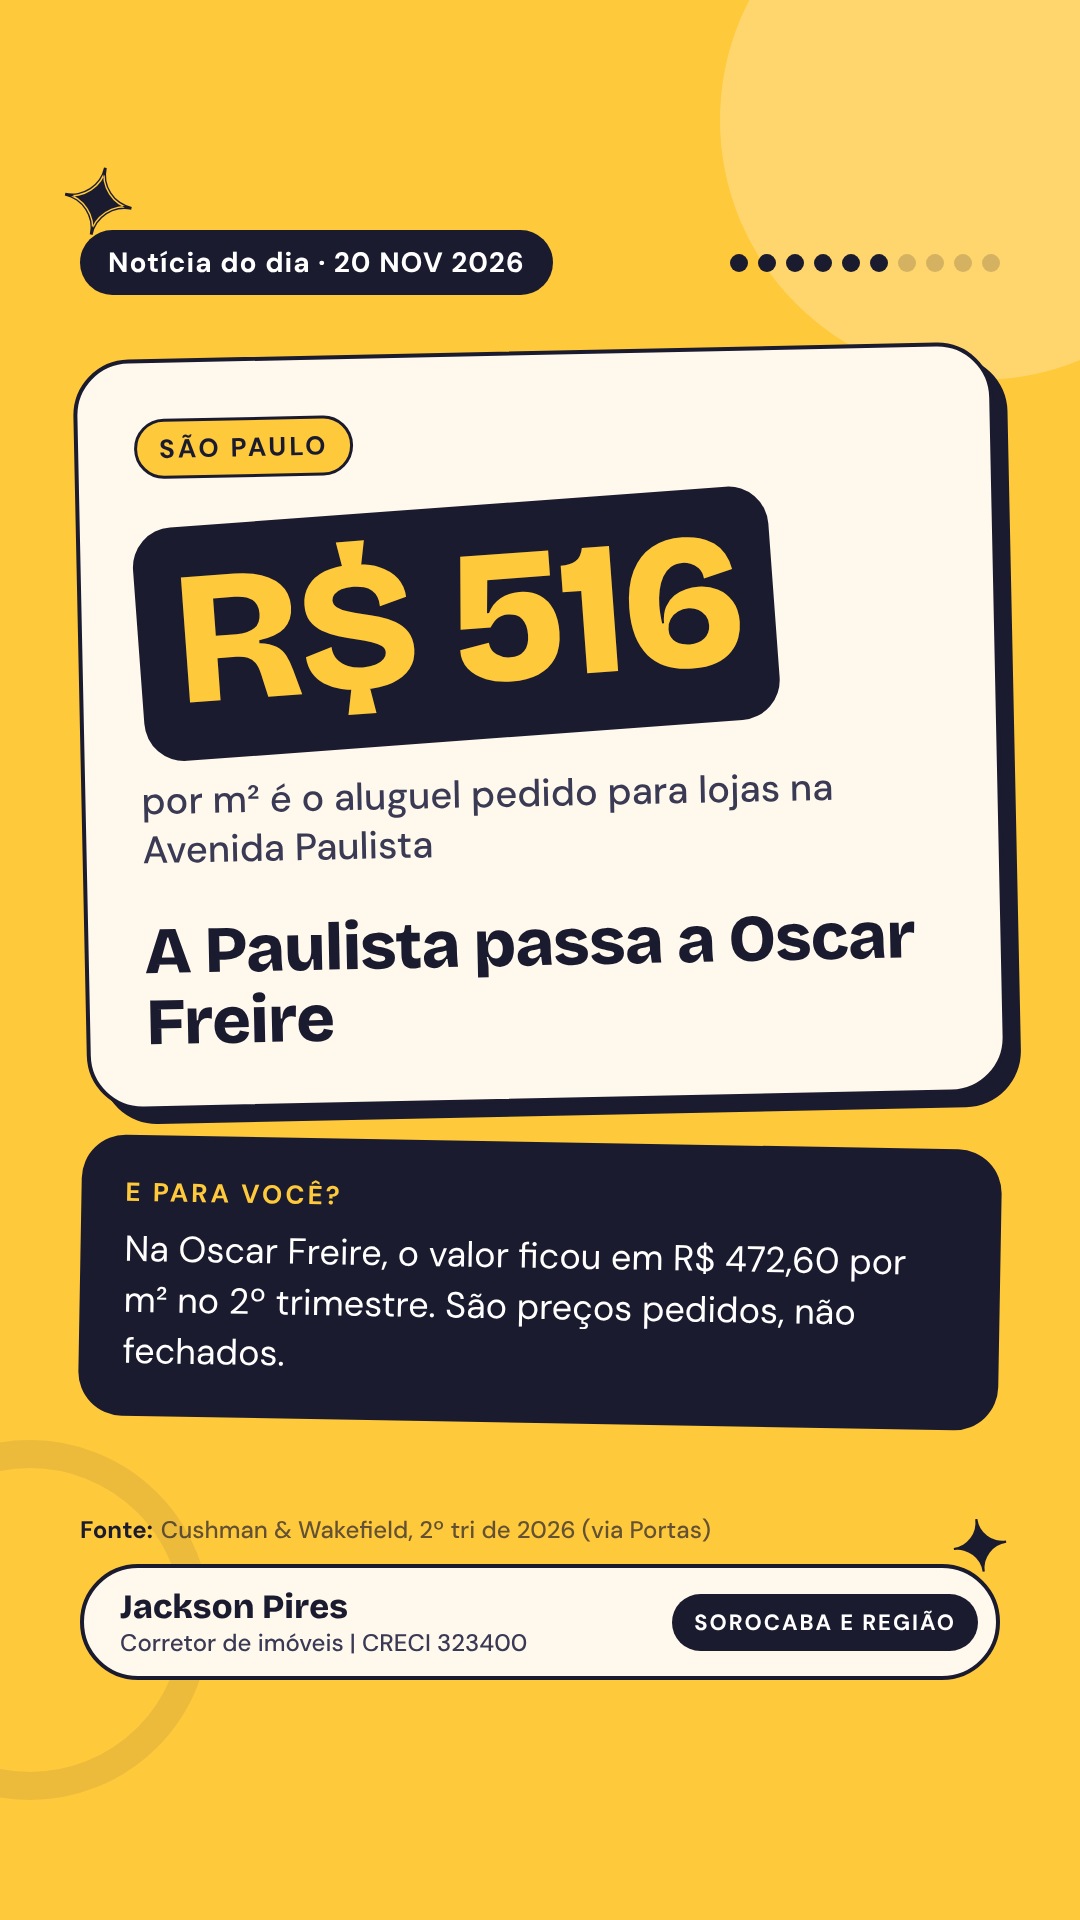 Notícia do dia · 20 NOV 2026
SÃO PAULO
R$ 516
por m² é o aluguel pedido para lojas na
Avenida Paulista
A Paulista passa a Oscar
Freire
E PARA VOCÊ?
Na Oscar Freire, o valor ficou em R$ 472,60 por
m² no 2º trimestre. São preços pedidos, não
fechados.
Fonte: Cushman & Wakefield, 2º tri de 2026 (via Portas)
Jackson Pires
Corretor de imóveis | CRECI 323400
SOROCABA E REGIÃO